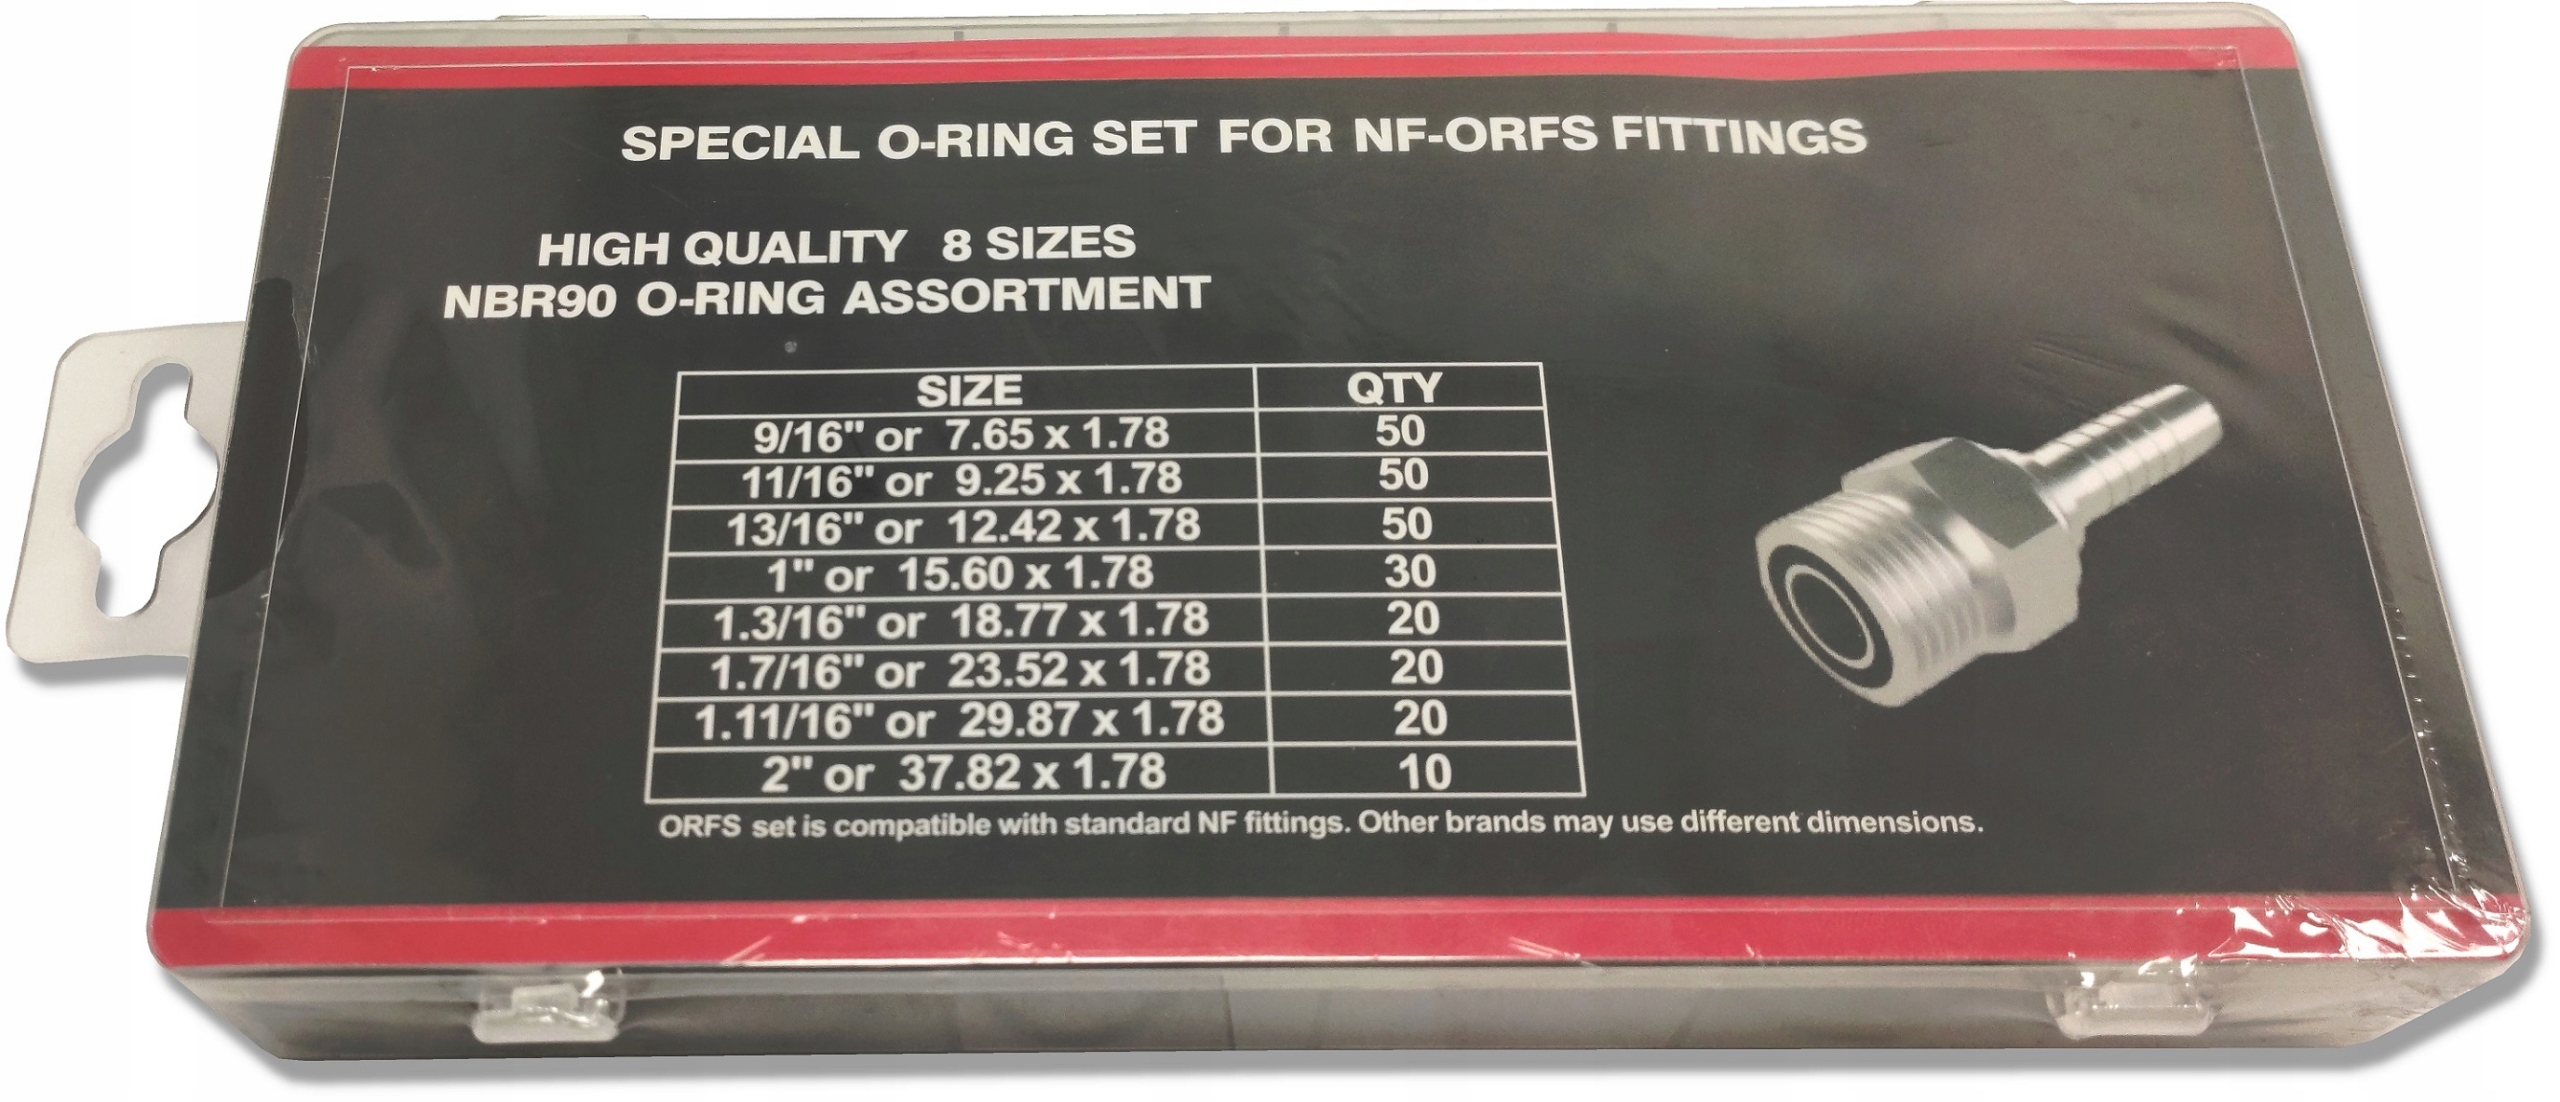 SPECIAL O-RING SET FOR NF-ORFS FITTINGS
HIGH QUALITY 8 SIZES
NBR90 O-RING ASSORTMENT
SIZE QTY
9/16" or 7.65 x 1.78 50
11/16" or 9.25 x 1.78 50
13/16" or 12.42 x 1.78 50
1" or 15.60 x 1.78 30
1.3/16" or 18.77 x 1.78 20
1.7/16" or 23.52 x 1.78 20
1.11/16" or 29.87 x 1.78 20
2" or 37.82 x 1.78 10
ORFS set is compatible with standard NF fittings. Other brands may use different dimensions.